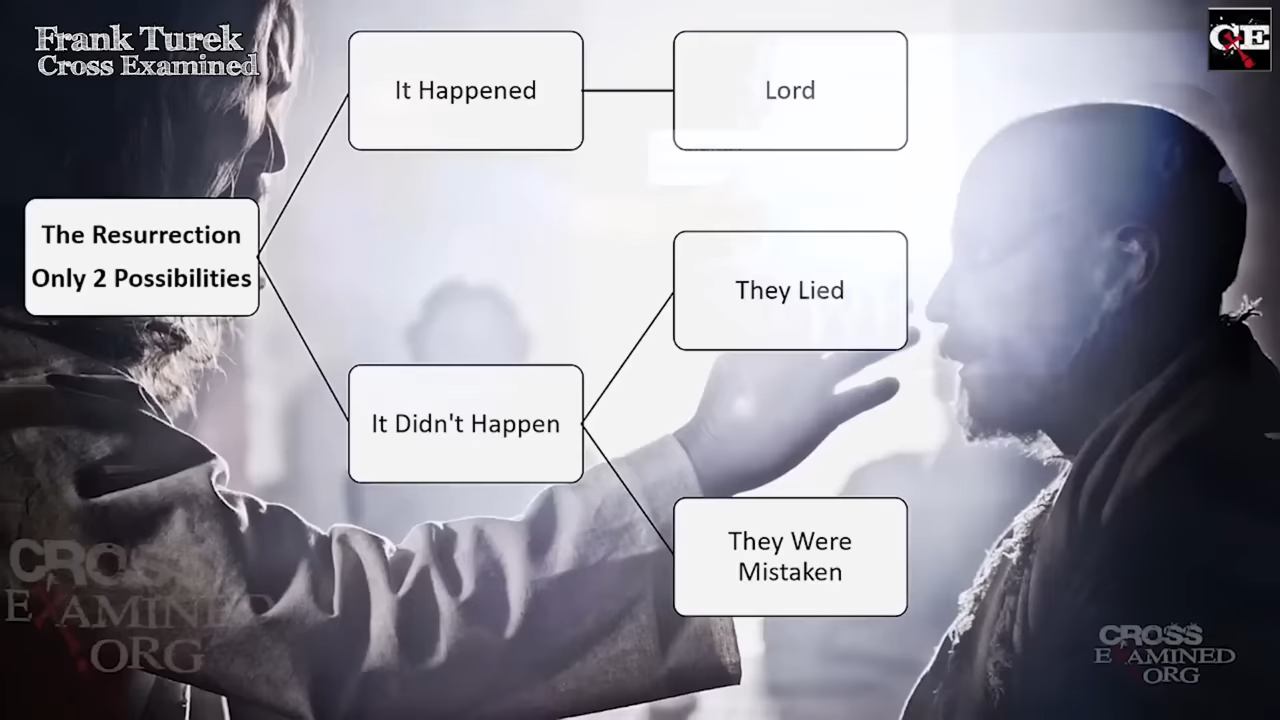 Frank Turek
Cross Examined
CE
It Happened
Lord
The Resurrection
Only 2 Possibilities
They Lied
It Didn't Happen
They Were
Mistaken
CROSS
EXAMINED
ORG
CROSS
EXAMINED
ORG